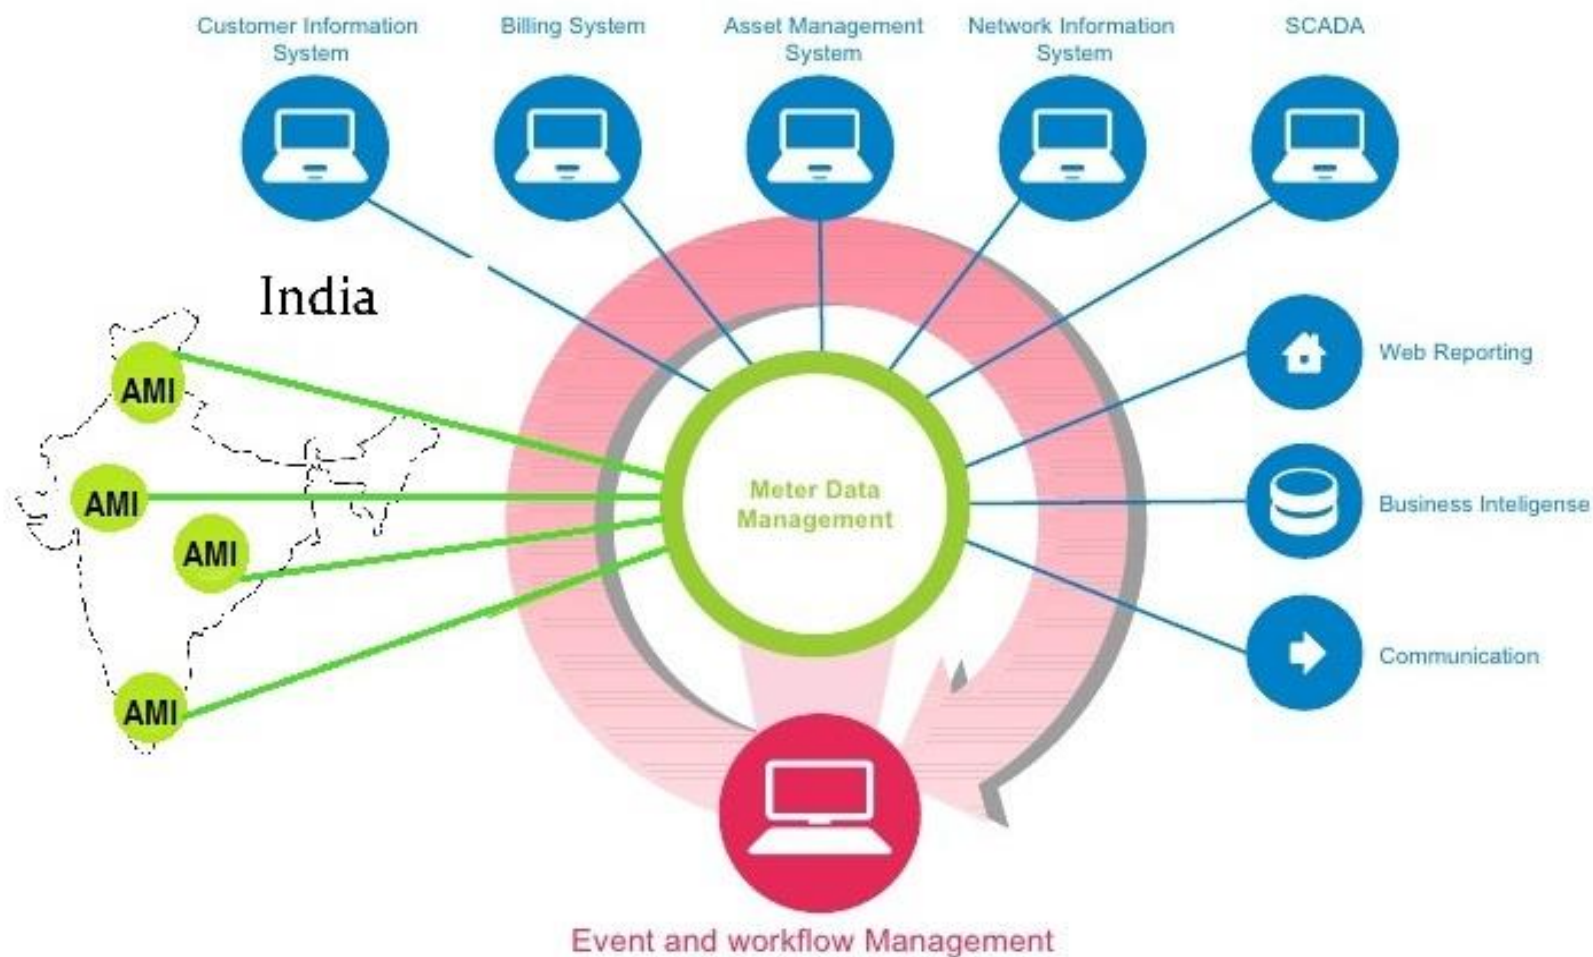 Customer Information
System
Billing System
Asset Management
System
Network Information
System
SCADA
India
AMI
AMI
AMI
AMI
Meter Data
Management
Web Reporting
Business Inteligense
Communication
Event and workflow Management